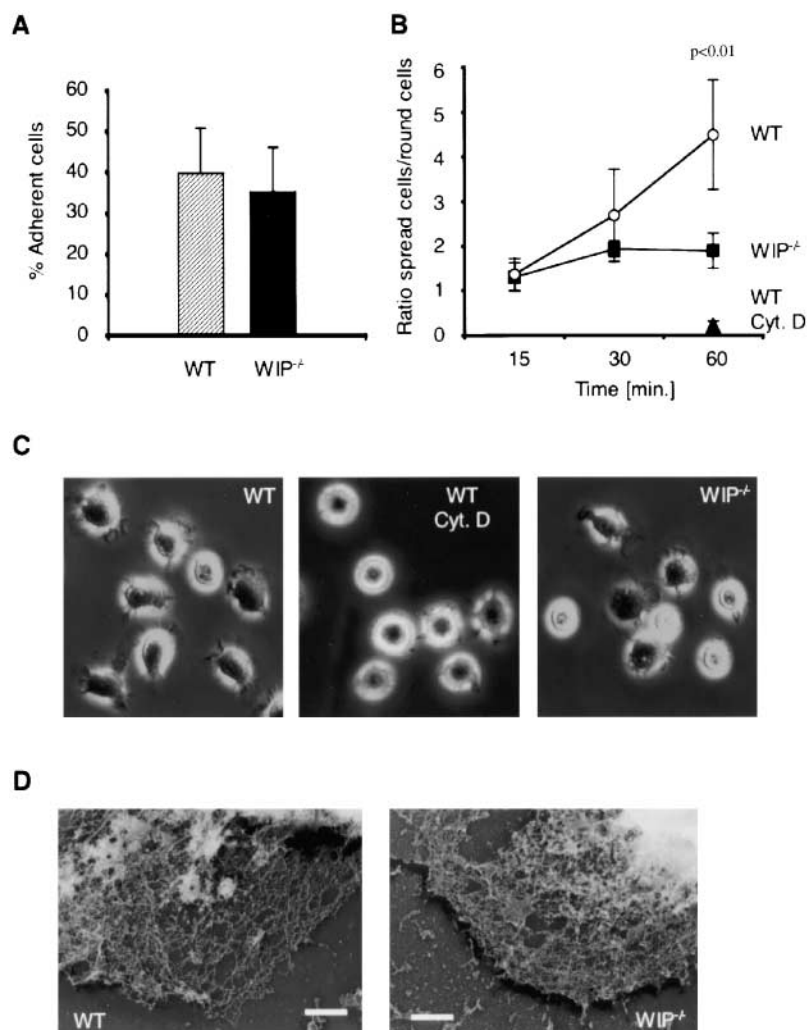 A
% Adherent cells
60
50
40
30
20
10
0
WT
WIP-/-
B
p<0.01
Ratio spread cells/round cells
6
5
4
3
2
1
0
WT
WIP-/-
WT
Cyt. D
15
30
60
Time [min.]
C
WT
WT
Cyt. D
WIP-/-
D
WT
WIP-/-